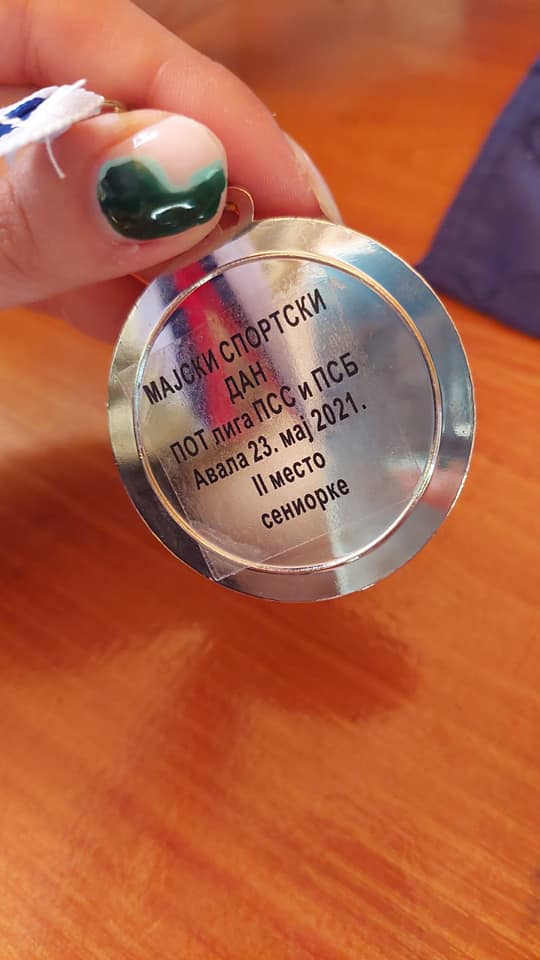 МАЈСКИ СПОРТСКИ
ДАН
ПОТ лига ПСС и ПСБ
Авала 23. мај 2021.
II место
сениорке